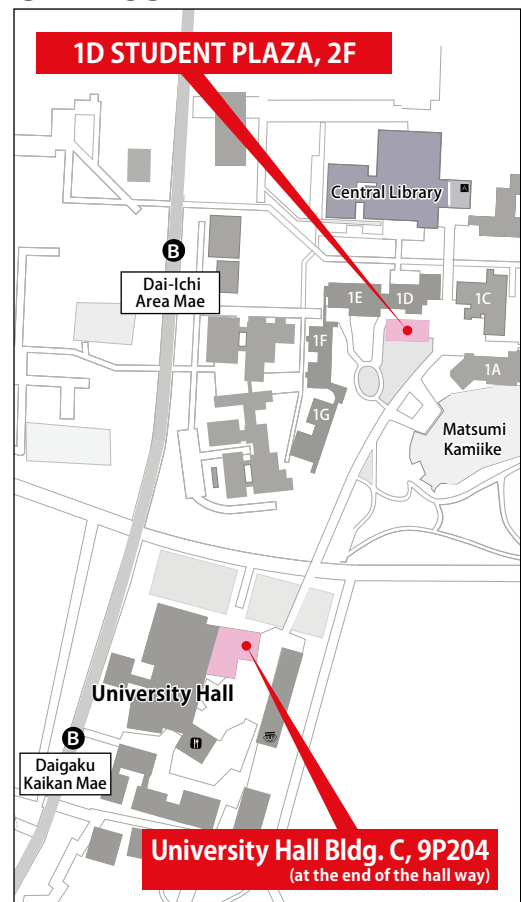 1D STUDENT PLAZA, 2F
Central Library
A
B
Dai-Ichi
Area Mae
1E
1D
1C
1F
1A
1G
Matsumi
Kamiike
University Hall
B
Daigaku
Kaikan Mae
University Hall Bldg. C, 9P204
(at the end of the hall way)